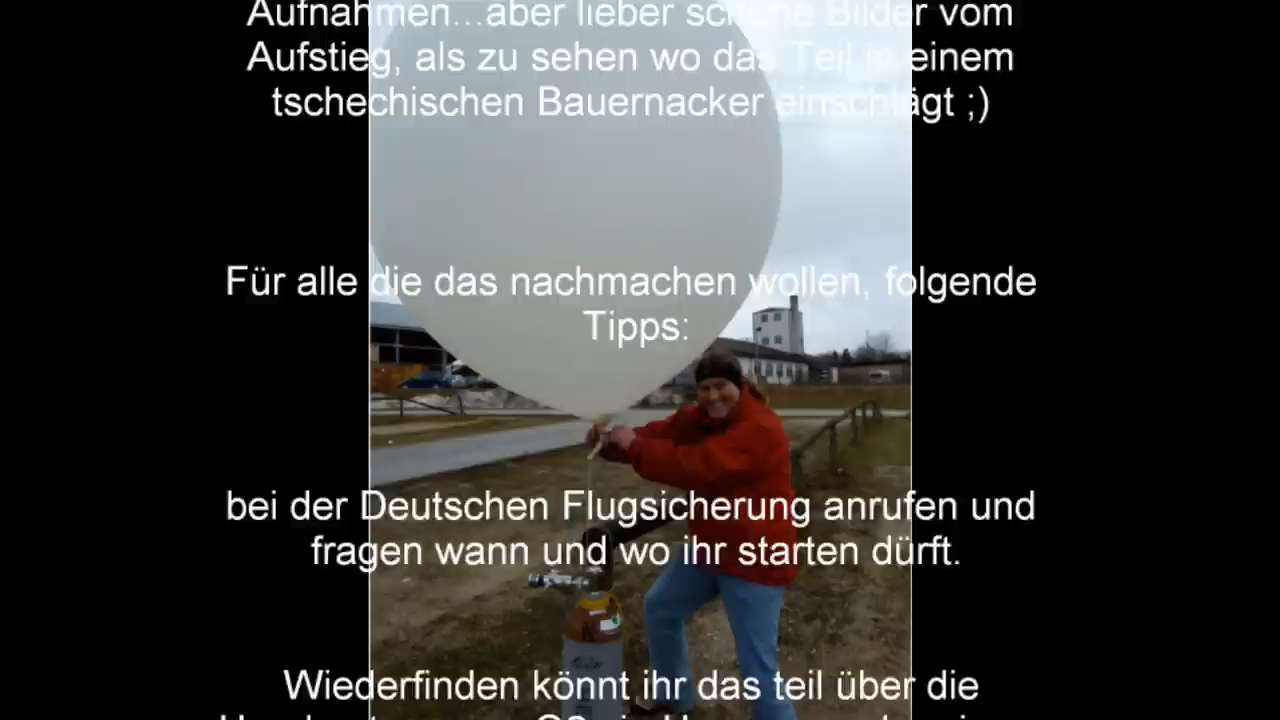 Aufnahmen...aber lieber schöne Bilder vom
Aufstieg, als zu sehen wo das Teil in einem
tschechischen Bauernacker einschlägt ;)
Für alle die das nachmachen wollen, folgende
Tipps:
bei der Deutschen Flugsicherung anrufen und
fragen wann und wo ihr starten dürft.
Wiederfinden könnt ihr das teil über die